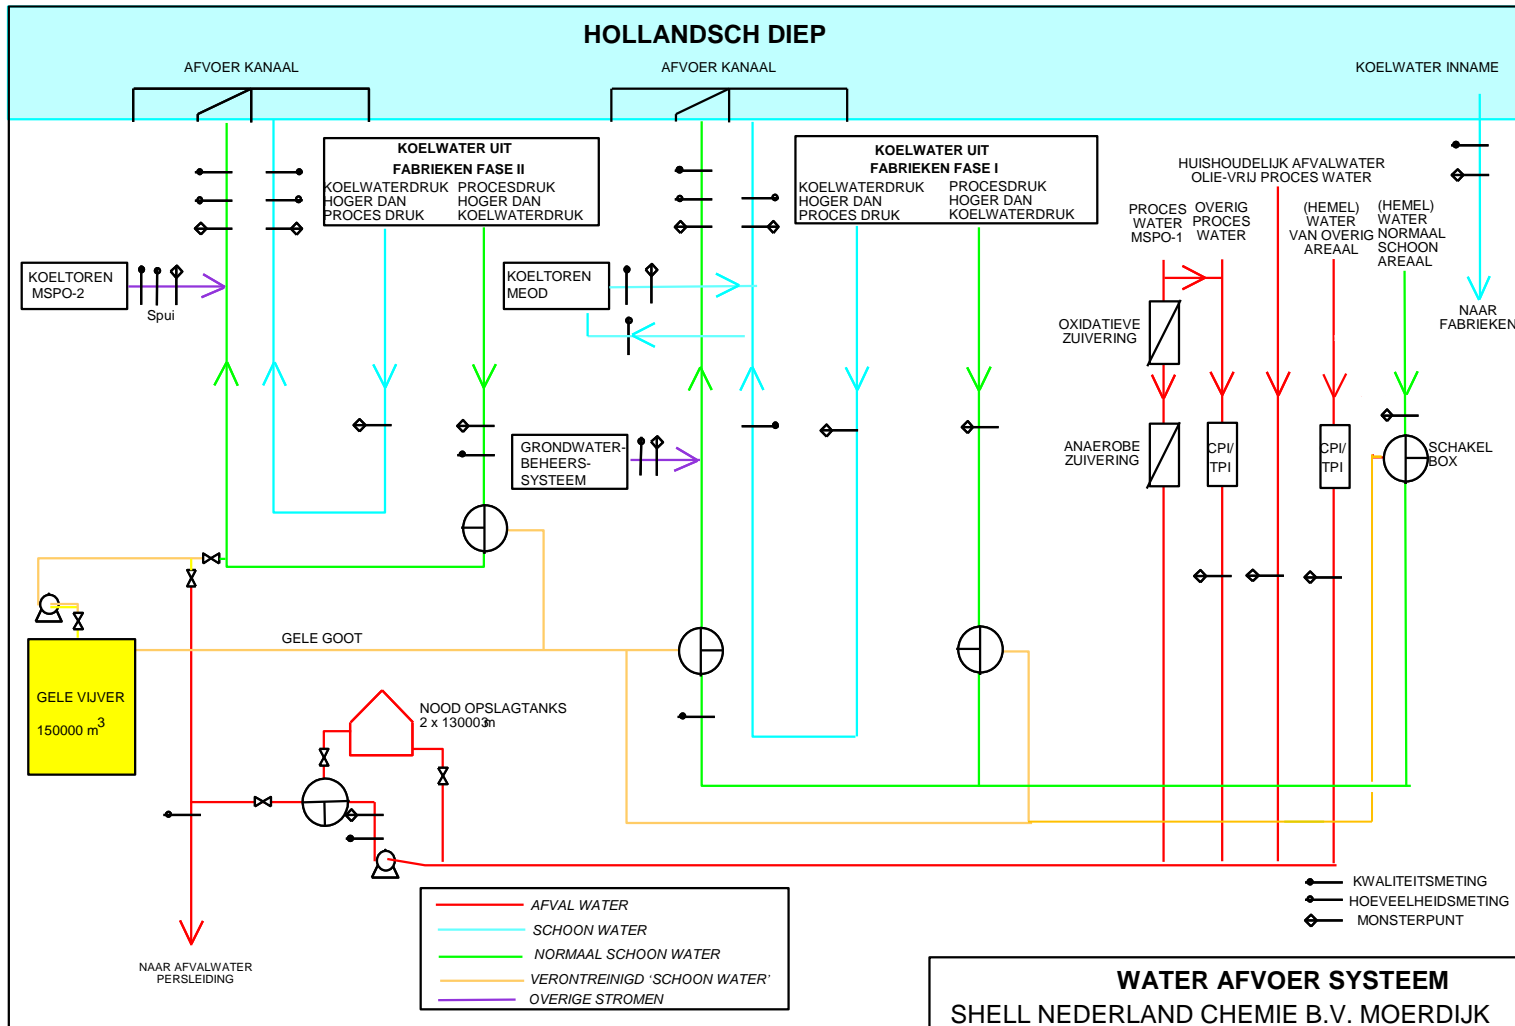 HOLLANDSCH DIEP
AFVOER KANAAL
AFVOER KANAAL
KOELWATER INNAME
KOELWATER UIT
FABRIEKEN FASE II
KOELWATERDRUK
HOGER DAN
PROCES DRUK
PROCESDRUK
HOGER DAN
KOELWATERDRUK
KOELWATER UIT
FABRIEKEN FASE I
KOELWATERDRUK
HOGER DAN
PROCES DRUK
PROCESDRUK
HOGER DAN
KOELWATERDRUK
HUISHOUDELIJK AFVALWATER
OLIE-VRIJ PROCES WATER
PROCES
WATER
MSPO-1
OVERIG
PROCES
WATER
(HEMEL)
WATER
VAN OVERIG
AREAAL
(HEMEL)
WATER
NORMAAL
SCHOON
AREAAL
NAAR
FABRIEKEN
KOELTOREN
MSPO-2
Spui
KOELTOREN
MEOD
OXIDATIEVE
ZUIVERING
GRONDWATER-
BEHEERS-
SYSTEEM
ANAEROBE
ZUIVERING
CPI/
TPI
CPI/
TPI
SCHAKEL
BOX
GELE GOOT
GELE VIJVER
150000 m3
NOOD OPSLAGTANKS
2 x 130003m
NAAR AFVALWATER
PERSLEIDING
AFVAL WATER
SCHOON WATER
NORMAAL SCHOON WATER
VERONTREINIGD ‘SCHOON WATER’
OVERIGE STROMEN
KWALITEITSMETING
HOEVEELHEIDSMETING
MONSTERPUNT
WATER AFVOER SYSTEEM
SHELL NEDERLAND CHEMIE B.V. MOERDIJK